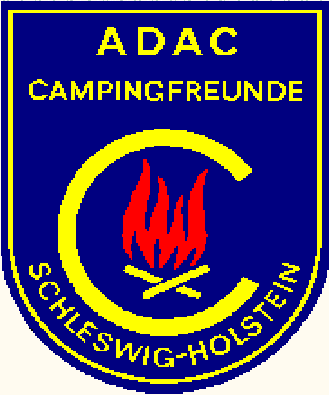 ADAC
CAMPINGFREUNDE
C
SCHLESWIG-HOLSTEIN